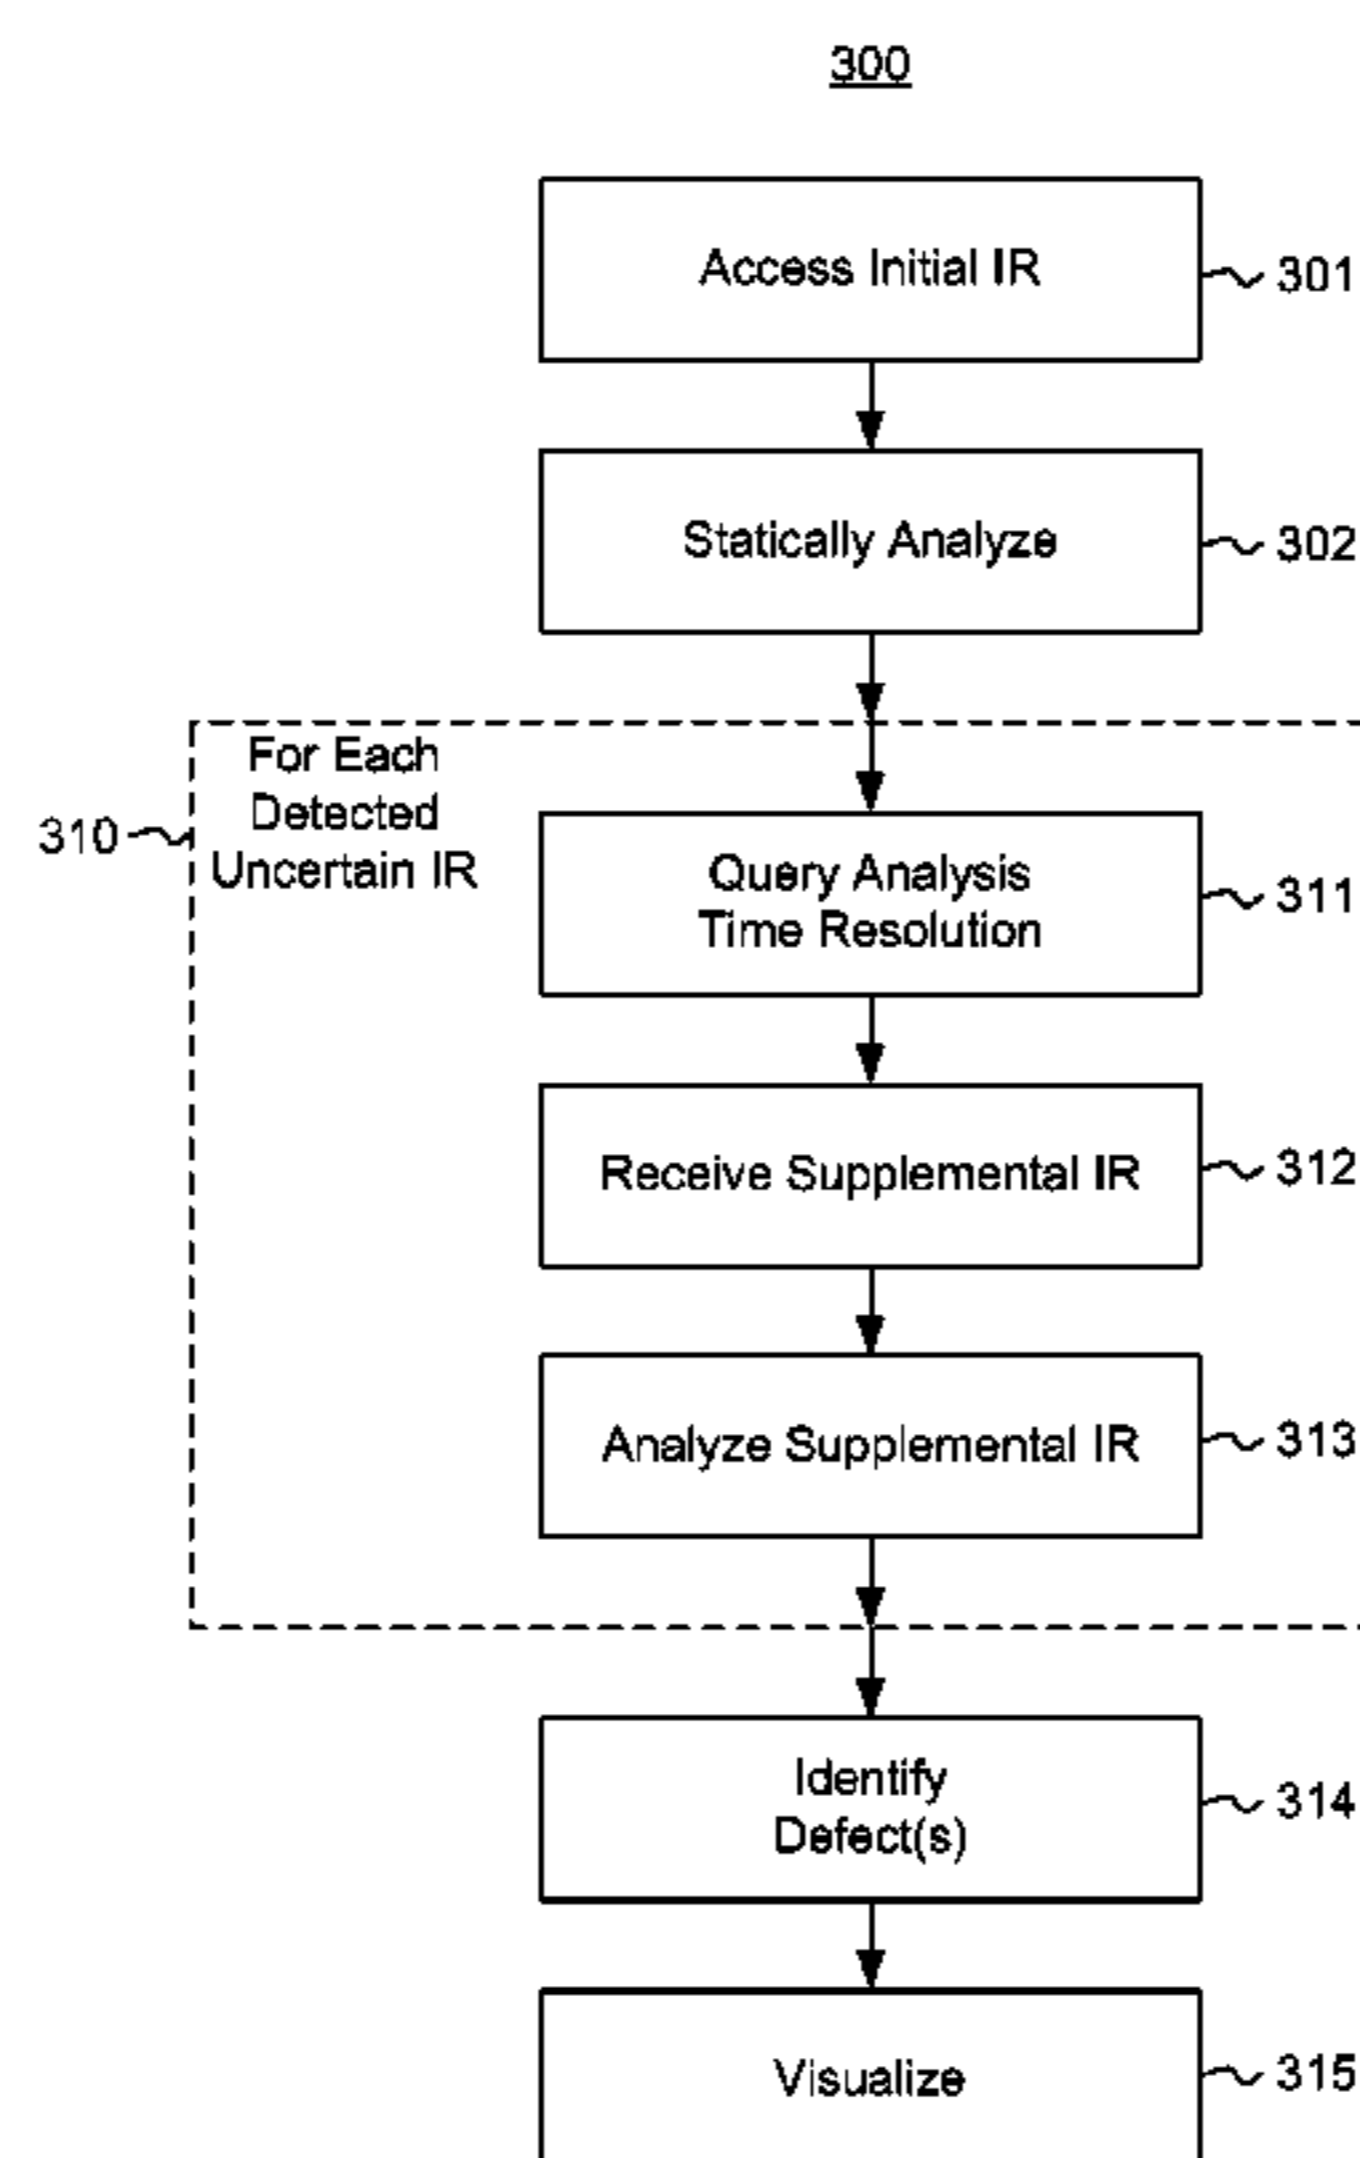 300
Access Initial IR
301
Statically Analyze
302
For Each
Detected
Uncertain IR
310
Query Analysis
Time Resolution
311
Receive Supplemental IR
312
Analyze Supplemental IR
313
Identify
Defect(s)
314
Visualize
315